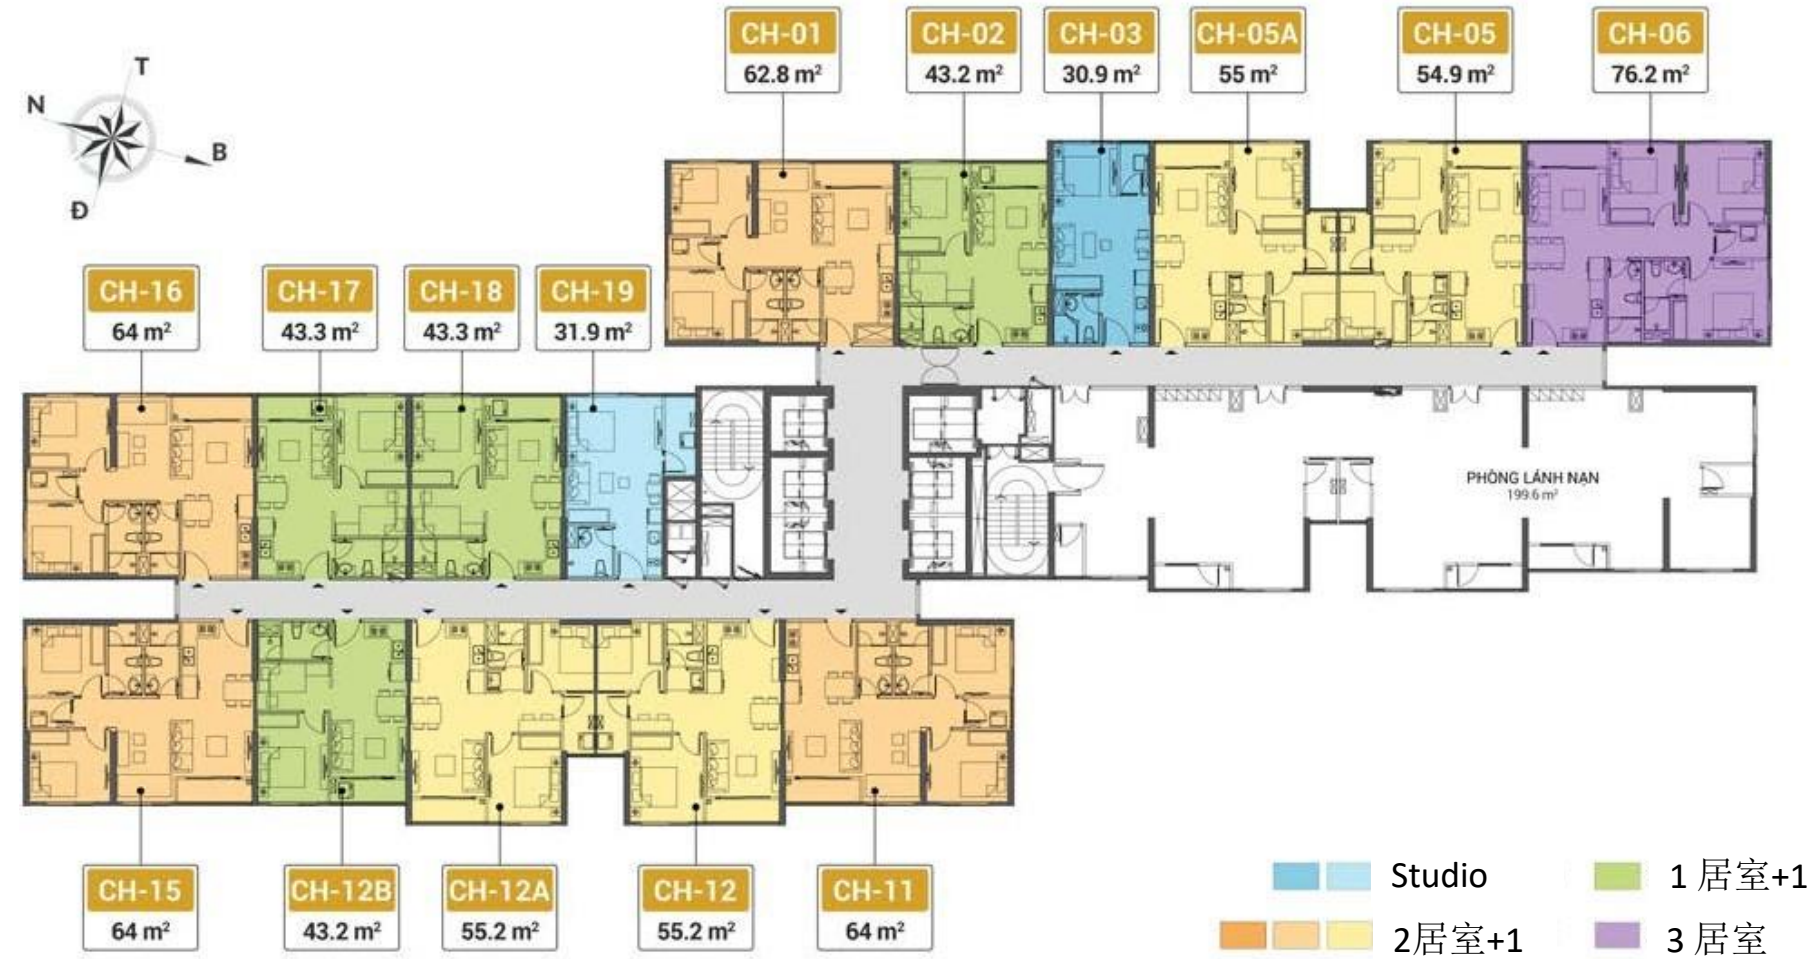 CH-01
62.8 m²
CH-02
43.2 m²
CH-03
30.9 m²
CH-05A
55 m²
CH-05
54.9 m²
CH-06
76.2 m²
T
N
B
Đ
CH-16
64 m²
CH-17
43.3 m²
CH-18
43.3 m²
CH-19
31.9 m²
PHÒNG LÁNH NẠN
199.6 m²
CH-15
64 m²
CH-12B
43.2 m²
CH-12A
55.2 m²
CH-12
55.2 m²
CH-11
64 m²
Studio
1 居室+1
2居室+1
3 居室